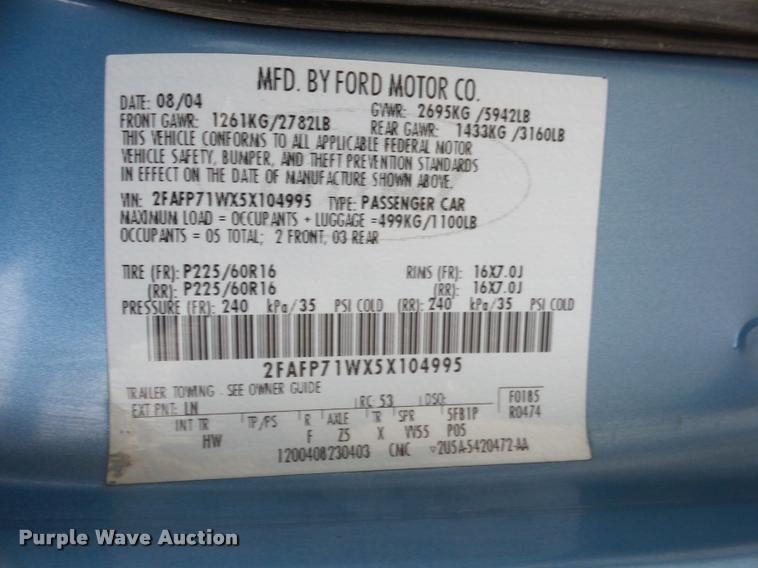 MFD. BY FORD MOTOR CO.
DATE: 08/04 GVWR: 2695KG /5942LB
FRONT GAWR: 1261KG/2782LB REAR GAWR: 1433KG /3160LB
THIS VEHICLE CONFORMS TO ALL APPLICABLE FEDERAL MOTOR
VEHICLE SAFETY, BUMPER, AND THEFT PREVENTION STANDARDS
IN EFFECT ON THE DATE OF MANUFACTURE SHOWN ABOVE.
VIN: 2FAFP71WX5X104995 TYPE: PASSENGER CAR
MAXIMUM LOAD = OCCUPANTS + LUGGAGE =499KG/1100LB
OCCUPANTS = 05 TOTAL; 2 FRONT, 03 REAR
TIRE (FR): P225/60R16 RIMS (FR): 16X7.0J
(RR): P225/60R16 (RR): 16X7.0J
PRESSURE (FR): 240 kPa/35 PSI COLD (RR): 240 kPa/35 PSI COLD
2FAFP71WX5X104995
TRAILER TOWING - SEE OWNER GUIDE
EXT PNT: LN RC: 53 DSO: F0185
INT TR TP/PS R AXLE TR SPR 5FB1P R0474
HW F Z5 X VV55 P05
1200408230403 CMC 2U5A-5420472-AA
Purple Wave Auction